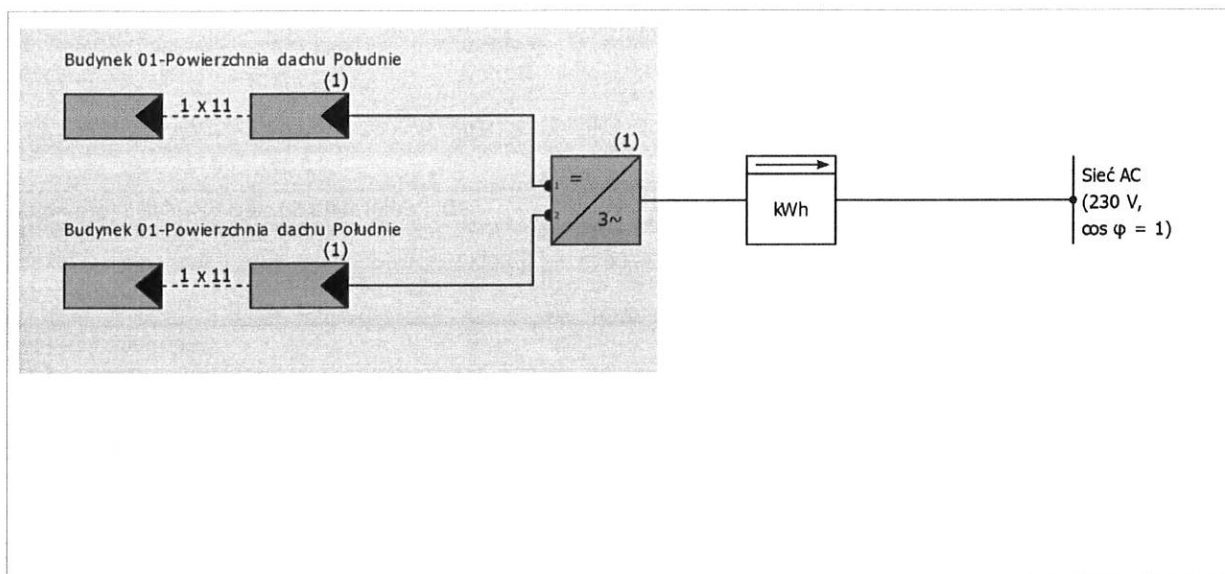 Budynek 01-Powierzchnia dachu Południe
(1)
1 x 11
(1)
1
=
2
3~
kWh
Sieć AC
(230 V,
cos φ = 1)
Budynek 01-Powierzchnia dachu Południe
(1)
1 x 11